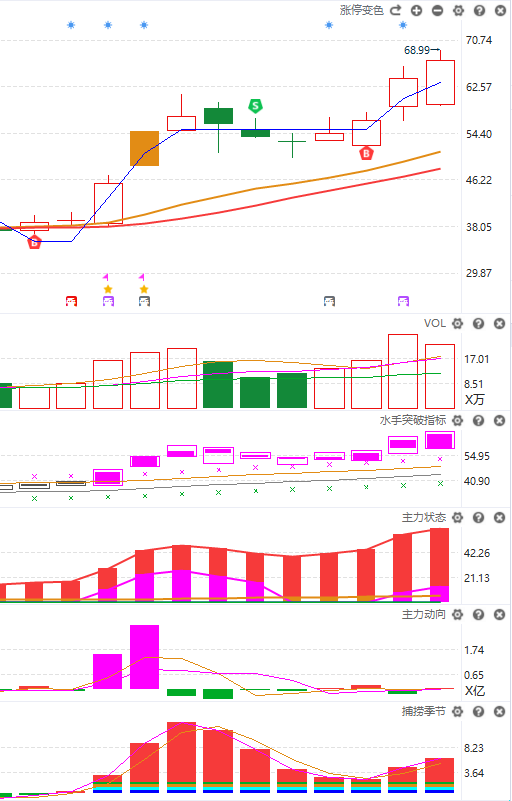 涨停变色
70.74
68.99
62.57
S
54.40
B
46.22
38.05
B
29.87
VOL
17.01
8.51
X万
水手突破指标
54.95
40.90
主力状态
42.26
21.13
主力动向
1.74
0.65
X亿
捕捞季节
8.23
3.64